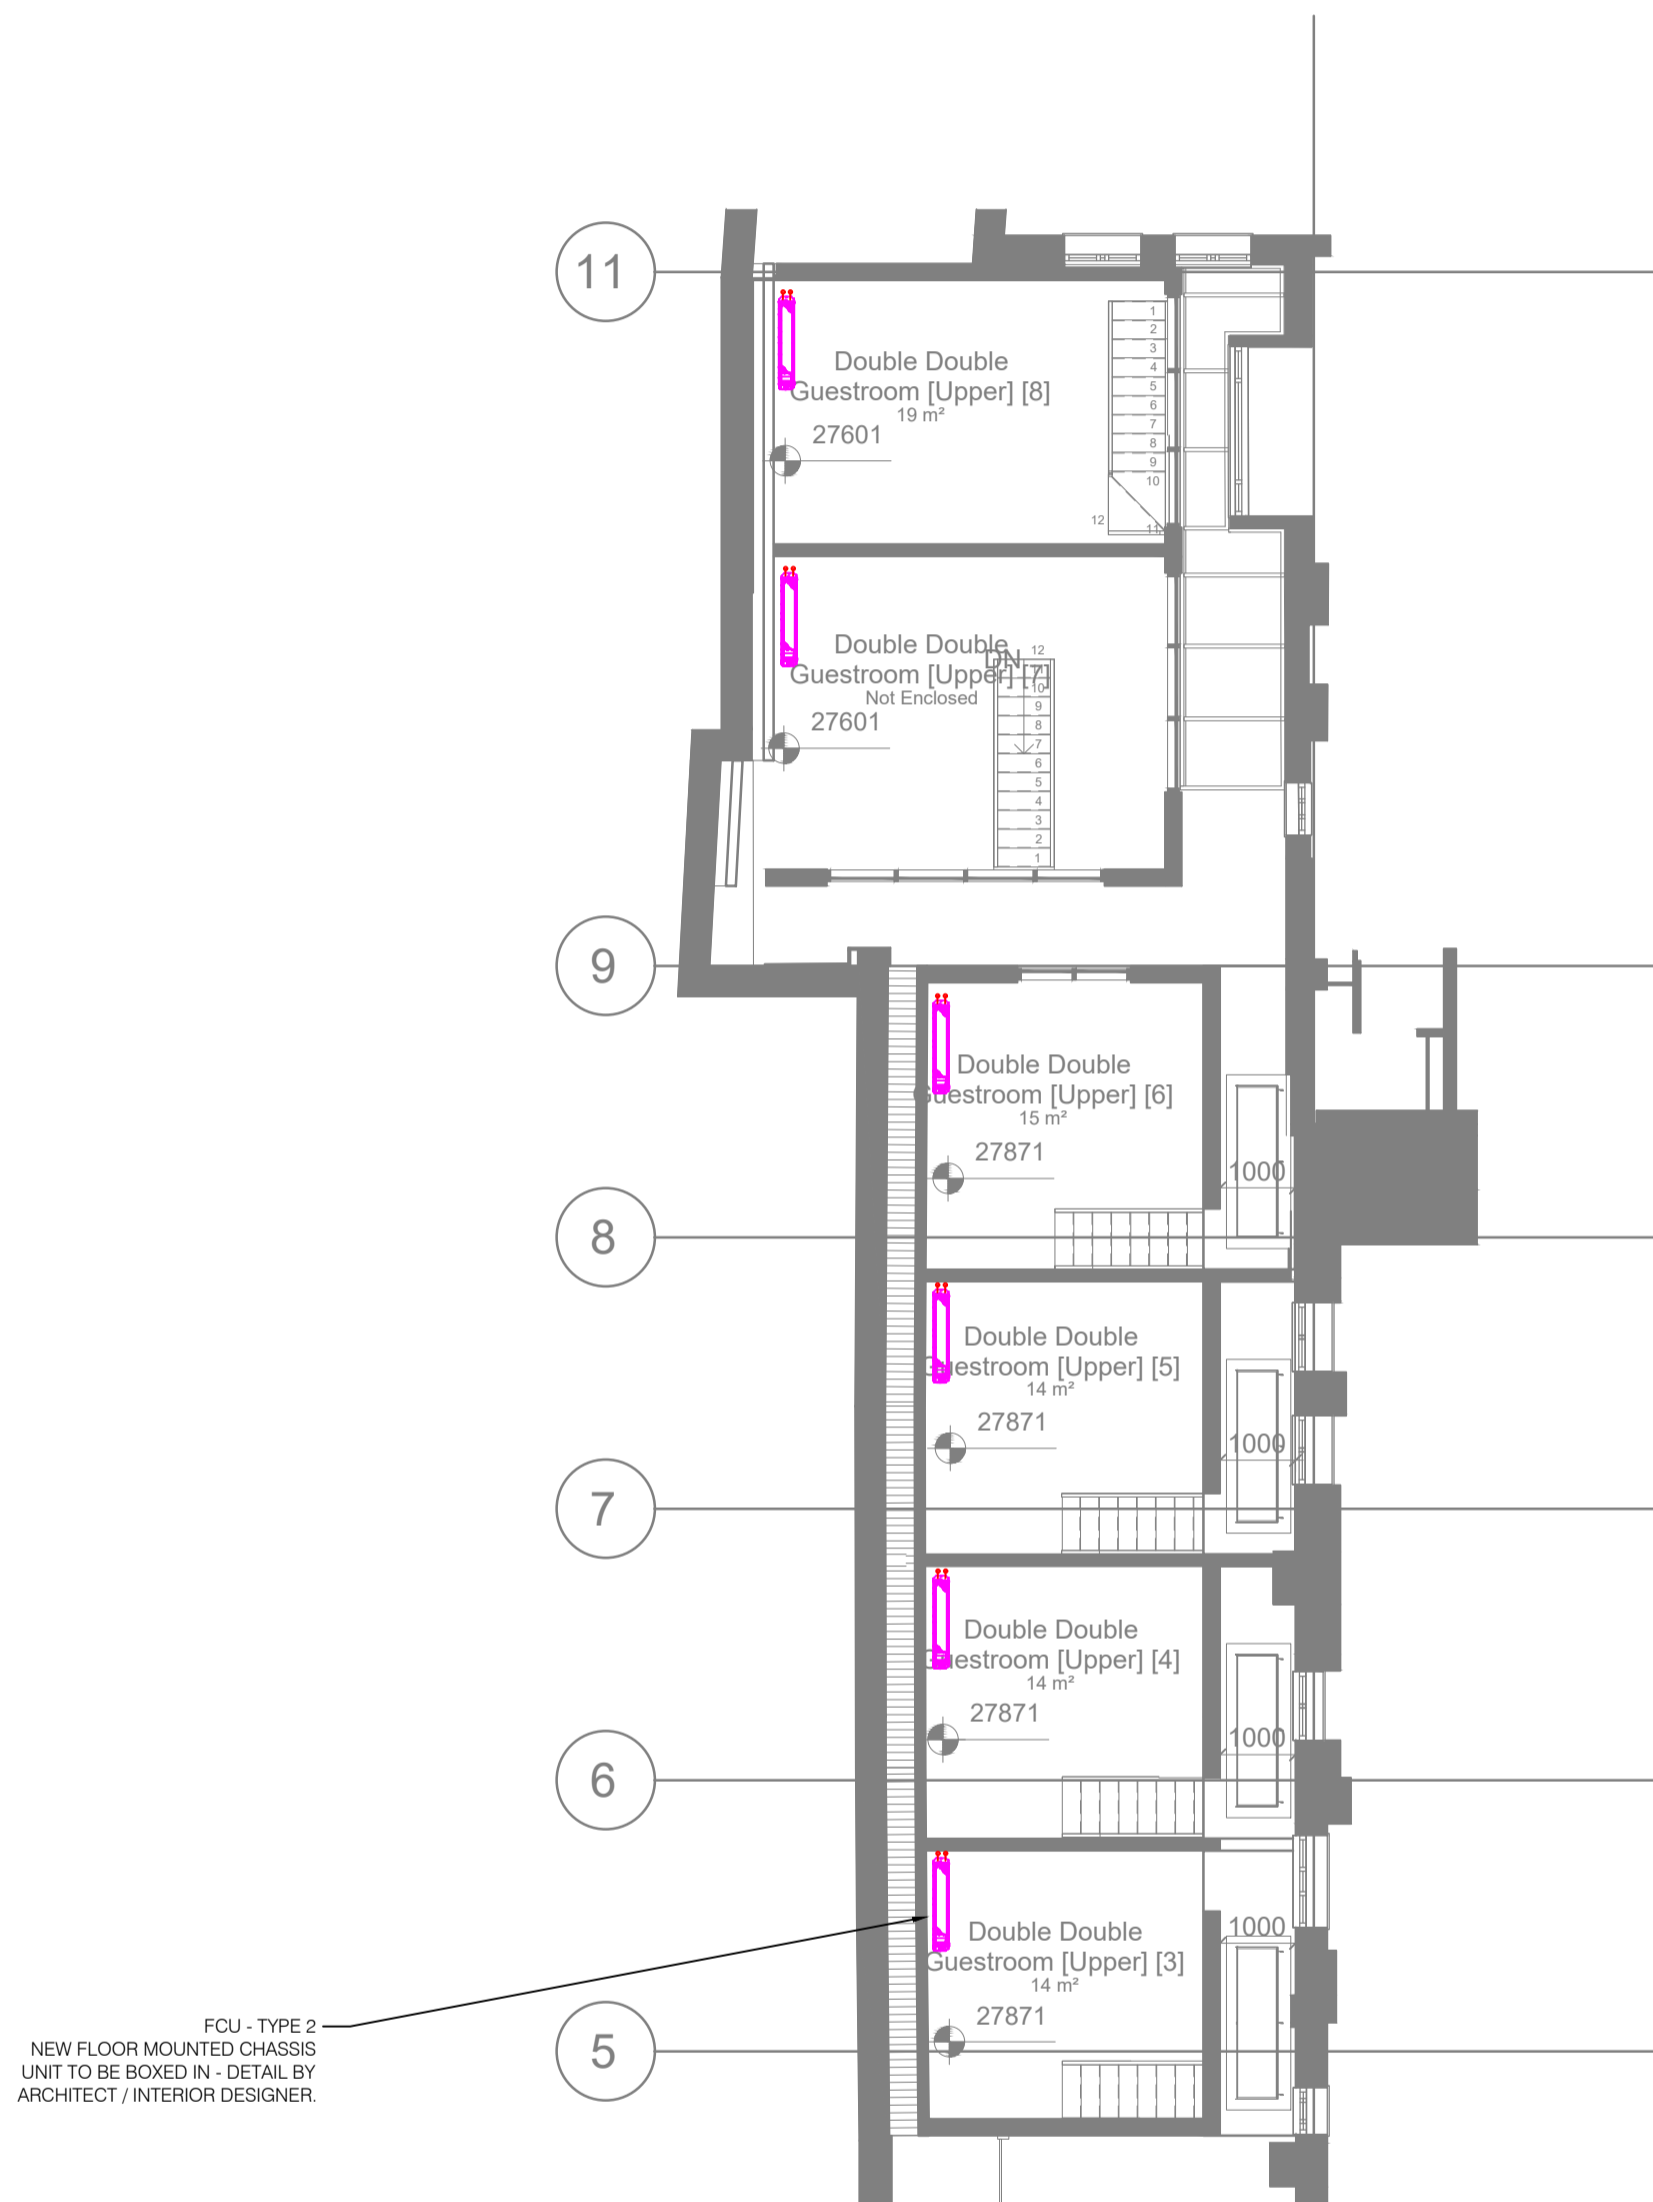 11
1
2
3
4
5
6
7
8
9
10
11
12
Double Double
Guestroom [Upper] [8]
19 m²
27601
Double Double
Guestroom [Upper] [7]
Not Enclosed
DN
12
11
10
9
8
7
6
5
4
3
2
1
27601
9
Double Double
Guestroom [Upper] [6]
15 m²
27871
1000
8
Double Double
Guestroom [Upper] [5]
14 m²
27871
1000
7
Double Double
Guestroom [Upper] [4]
14 m²
27871
1000
6
Double Double
Guestroom [Upper] [3]
14 m²
27871
1000
5
FCU - TYPE 2
NEW FLOOR MOUNTED CHASSIS
UNIT TO BE BOXED IN - DETAIL BY
ARCHITECT / INTERIOR DESIGNER.